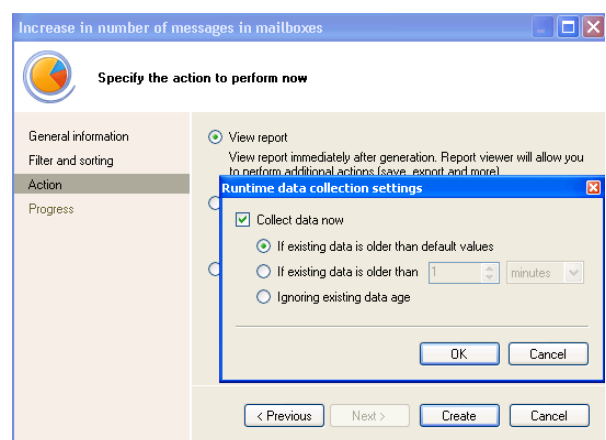 Increase in number of messages in mailboxes
Specify the action to perform now
General information
Filter and sorting
Action
Progress
View report
View report immediately after generation. Report viewer will allow you
to perform additional actions (save, export and more)
Runtime data collection settings
Collect data now
If existing data is older than default values
If existing data is older than 1 minutes
Ignoring existing data age
OK Cancel
< Previous Next > Create Cancel